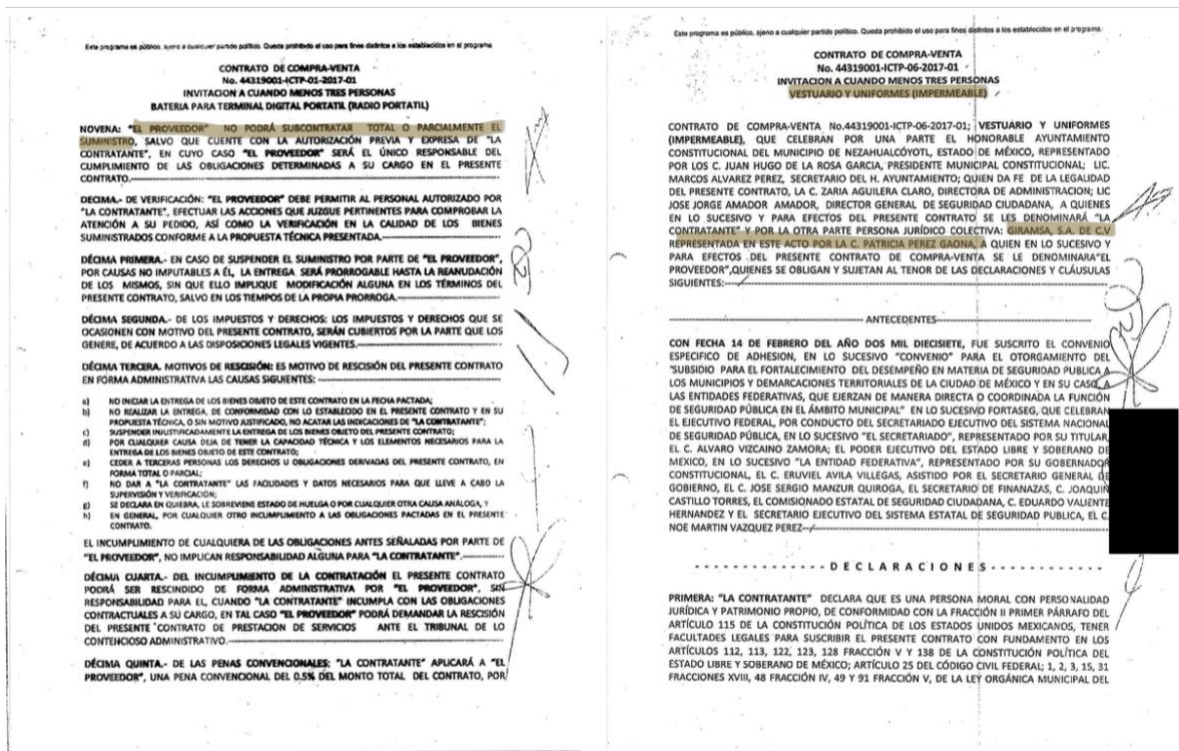 Este programa es público, ajeno a cualquier partido político. Queda prohibido el uso para fines distintos a los establecidos en el programa
CONTRATO DE COMPRA-VENTA
No. 44319001-ICTP-01-2017-01
INVITACION A CUANDO MENOS TRES PERSONAS
BATERIA PARA TERMINAL DIGITAL PORTATIL (RADIO PORTATIL)
NOVENA: "EL PROVEEDOR" NO PODRÁ SUBCONTRATAR TOTAL O PARCIALMENTE EL
SUMINISTRO, SALVO QUE CUENTE CON LA AUTORIZACIÓN PREVIA Y EXPRESA DE "LA
CONTRATANTE", EN CUYO CASO "EL PROVEEDOR" SERÁ EL ÚNICO RESPONSABLE DEL
CUMPLIMIENTO DE LAS OBLIGACIONES DETERMINADAS A SU CARGO EN EL PRESENTE
CONTRATO.
DECIMA.- DE VERIFICACIÓN: "EL PROVEEDOR" DEBE PERMITIR AL PERSONAL AUTORIZADO POR
"LA CONTRATANTE", EFECTUAR LAS ACCIONES QUE JUZGUE PERTINENTES PARA COMPROBAR LA
ATENCIÓN A SU PEDIDO, ASÍ COMO LA VERIFICACIÓN EN LA CALIDAD DE LOS BIENES
SUMINISTRADOS CONFORME A LA PROPUESTA TÉCNICA PRESENTADA.
DÉCIMA PRIMERA.- EN CASO DE SUSPENDER EL SUMINISTRO POR PARTE DE "EL PROVEEDOR",
POR CAUSAS NO IMPUTABLES A ÉL, LA ENTREGA SERÁ PRORROGABLE HASTA LA REANUDACIÓN
DE LOS MISMOS, SIN QUE ELLO IMPLIQUE MODIFICACIÓN ALGUNA EN LOS TÉRMINOS DEL
PRESENTE CONTRATO, SALVO EN LOS TIEMPOS DE LA PROPIA PRORROGA.
DÉCIMA SEGUNDA.- DE LOS IMPUESTOS Y DERECHOS: LOS IMPUESTOS Y DERECHOS QUE SE
OCASIONEN CON MOTIVO DEL PRESENTE CONTRATO, SERÁN CUBIERTOS POR LA PARTE QUE LOS
GENERE, DE ACUERDO A LAS DISPOSICIONES LEGALES VIGENTES.
DÉCIMA TERCERA. MOTIVOS DE RESCISIÓN: ES MOTIVO DE RESCISIÓN DEL PRESENTE CONTRATO
EN FORMA ADMINISTRATIVA LAS CAUSAS SIGUIENTES:
a) NO INICIAR LA ENTREGA DE LOS BIENES OBJETO DE ESTE CONTRATO EN LA FECHA PACTADA;
b) NO REALIZAR LA ENTREGA, DE CONFORMIDAD CON LO ESTABLECIDO EN EL PRESENTE CONTRATO Y EN SU
PROPUESTA TÉCNICA, O SIN MOTIVO JUSTIFICADO, NO ACATAR LAS INDICACIONES DE "LA CONTRATANTE";
c) SUSPENDER INJUSTIFICADAMENTE LA ENTREGA DE LOS BIENES OBJETO DEL PRESENTE CONTRATO;
d) POR CUALQUIER CAUSA DEJA DE TENER LA CAPACIDAD TÉCNICA Y LOS ELEMENTOS NECESARIOS PARA LA
ENTREGA DE LOS BIENES OBJETO DE ESTE CONTRATO;
e) CEDER A TERCERAS PERSONAS LOS DERECHOS U OBLIGACIONES DERIVADAS DEL PRESENTE CONTRATO, EN
FORMA TOTAL O PARCIAL;
f) NO DAR A "LA CONTRATANTE" LAS FACILIDADES Y DATOS NECESARIOS PARA QUE LLEVE A CABO LA
SUPERVISIÓN Y VERIFICACIÓN;
g) SE DECLARA EN QUIEBRA, LE SOBREVIENE ESTADO DE HUELGA O POR CUALQUIER OTRA CAUSA ANÁLOGA, Y
h) EN GENERAL, POR CUALQUIER OTRO INCUMPLIMIENTO A LAS OBLIGACIONES PACTADAS EN EL PRESENTE
CONTRATO.
EL INCUMPLIMIENTO DE CUALQUIERA DE LAS OBLIGACIONES ANTES SEÑALADAS POR PARTE DE
"EL PROVEEDOR", NO IMPLICAN RESPONSABILIDAD ALGUNA PARA "LA CONTRATANTE".
DÉCIMA CUARTA.- DEL INCUMPLIMIENTO DE LA CONTRATACIÓN EL PRESENTE CONTRATO
PODRÁ SER RESCINDIDO DE FORMA ADMINISTRATIVA POR "EL PROVEEDOR", SIN
RESPONSABILIDAD PARA EL, CUANDO "LA CONTRATANTE" INCUMPLA CON LAS OBLIGACIONES
CONTRACTUALES A SU CARGO, EN TAL CASO "EL PROVEEDOR" PODRÁ DEMANDAR LA RESCISIÓN
DEL PRESENTE CONTRATO DE PRESTACION DE SERVICIOS ANTE EL TRIBUNAL DE LO
CONTENCIOSO ADMINISTRATIVO.
DÉCIMA QUINTA.- DE LAS PENAS CONVENCIONALES: "LA CONTRATANTE" APLICARÁ A "EL
PROVEEDOR", UNA PENA CONVENCIONAL DEL 0.5% DEL MONTO TOTAL DEL CONTRATO, POR
Este programa es público, ajeno a cualquier partido político. Queda prohibido el uso para fines distintos a los establecidos en el programa.
CONTRATO DE COMPRA-VENTA
No. 44319001-ICTP-06-2017-01
INVITACION A CUANDO MENOS TRES PERSONAS
VESTUARIO Y UNIFORMES (IMPERMEABLE)
CONTRATO DE COMPRA-VENTA No.44319001-ICTP-06-2017-01; VESTUARIO Y UNIFORMES
(IMPERMEABLE), QUE CELEBRAN POR UNA PARTE EL HONORABLE AYUNTAMIENTO
CONSTITUCIONAL DEL MUNICIPIO DE NEZAHUALCÓYOTL, ESTADO DE MÉXICO, REPRESENTADO
POR LOS C. JUAN HUGO DE LA ROSA GARCIA, PRESIDENTE MUNICIPAL CONSTITUCIONAL; LIC.
MARCOS ALVAREZ PEREZ, SECRETARIO DEL H. AYUNTAMIENTO; QUIEN DA FE DE LA LEGALIDAD
DEL PRESENTE CONTRATO, LA C. ZARIA AGUILERA CLARO, DIRECTORA DE ADMINISTRACION; LIC
JOSE JORGE AMADOR AMADOR, DIRECTOR GENERAL DE SEGURIDAD CIUDADANA, A QUIENES
EN LO SUCESIVO Y PARA EFECTOS DEL PRESENTE CONTRATO SE LES DENOMINARÁ "LA
CONTRATANTE" Y POR LA OTRA PARTE PERSONA JURÍDICO COLECTIVA: GIRAMSA, S.A. DE C.V
REPRESENTADA EN ESTE ACTO POR LA C. PATRICIA PEREZ GAONA, A QUIEN EN LO SUCESIVO Y
PARA EFECTOS DEL PRESENTE CONTRATO DE COMPRA-VENTA SE LE DENOMINARA"EL
PROVEEDOR",QUIENES SE OBLIGAN Y SUJETAN AL TENOR DE LAS DECLARACIONES Y CLÁUSULAS
SIGUIENTES:
ANTECEDENTES
CON FECHA 14 DE FEBRERO DEL AÑO DOS MIL DIECISIETE, FUE SUSCRITO EL CONVENIO
ESPECIFICO DE ADHESION, EN LO SUCESIVO "CONVENIO" PARA EL OTORGAMIENTO DEL
"SUBSIDIO PARA EL FORTALECIMIENTO DEL DESEMPEÑO EN MATERIA DE SEGURIDAD PUBLICA A
LOS MUNICIPIOS Y DEMARCACIONES TERRITORIALES DE LA CIUDAD DE MÉXICO Y EN SU CASO, A
LAS ENTIDADES FEDERATIVAS, QUE EJERZAN DE MANERA DIRECTA O COORDINADA LA FUNCIÓN
DE SEGURIDAD PÚBLICA EN EL ÁMBITO MUNICIPAL" EN LO SUCESIVO FORTASEG, QUE CELEBRAN
EL EJECUTIVO FEDERAL, POR CONDUCTO DEL SECRETARIADO EJECUTIVO DEL SISTEMA NACIONAL
DE SEGURIDAD PÚBLICA, EN LO SUCESIVO "EL SECRETARIADO", REPRESENTADO POR SU TITULAR,
EL C. ALVARO VIZCAINO ZAMORA; EL PODER EJECUTIVO DEL ESTADO LIBRE Y SOBERANO DE
MEXICO, EN LO SUCESIVO "LA ENTIDAD FEDERATIVA", REPRESENTADO POR SU GOBERNADOR
CONSTITUCIONAL, EL C. ERUVIEL AVILA VILLEGAS, ASISTIDO POR EL SECRETARIO GENERAL DE
GOBIERNO, EL C. JOSE SERGIO MANZUR QUIROGA, EL SECRETARIO DE FINANZAS, C. JOAQUIN
CASTILLO TORRES, EL COMISIONADO ESTATAL DE SEGURIDAD CIUDADANA, C. EDUARDO VALIENTE
HERNANDEZ Y EL SECRETARIO EJECUTIVO DEL SISTEMA ESTATAL DE SEGURIDAD PUBLICA, EL C.
NOE MARTIN VAZQUEZ PEREZ
DECLARACIONES
PRIMERA: "LA CONTRATANTE" DECLARA QUE ES UNA PERSONA MORAL CON PERSONALIDAD
JURÍDICA Y PATRIMONIO PROPIO, DE CONFORMIDAD CON LA FRACCIÓN II PRIMER PÁRRAFO DEL
ARTÍCULO 115 DE LA CONSTITUCIÓN POLÍTICA DE LOS ESTADOS UNIDOS MEXICANOS, TENER
FACULTADES LEGALES PARA SUSCRIBIR EL PRESENTE CONTRATO CON FUNDAMENTO EN LOS
ARTÍCULOS 112, 113, 122, 123, 128 FRACCIÓN V Y 138 DE LA CONSTITUCIÓN POLÍTICA DEL
ESTADO LIBRE Y SOBERANO DE MÉXICO; ARTÍCULO 25 DEL CÓDIGO CIVIL FEDERAL; 1, 2, 3, 15, 31
FRACCIONES XVIII, 48 FRACCIÓN IV, 49 Y 91 FRACCIÓN V, DE LA LEY ORGÁNICA MUNICIPAL DEL